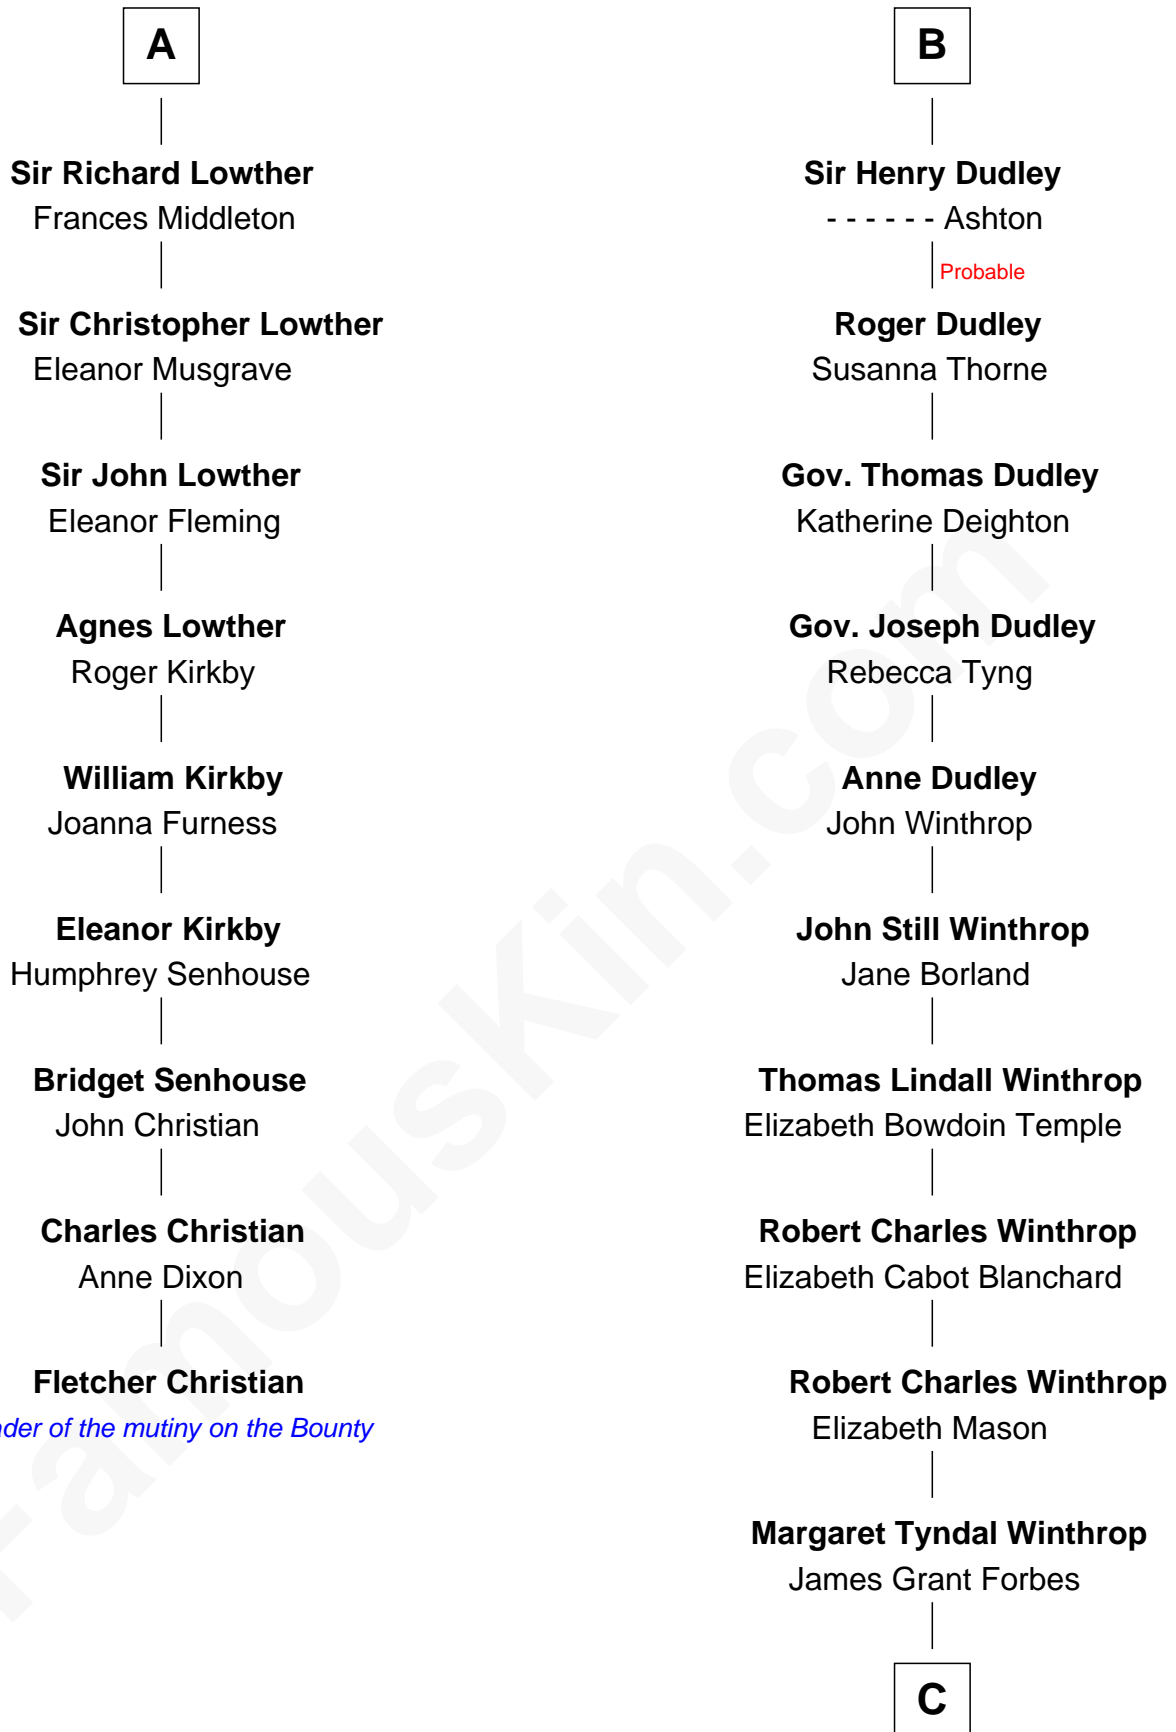 A
Sir Richard Lowther
Frances Middleton
Sir Christopher Lowther
Eleanor Musgrave
Sir John Lowther
Eleanor Fleming
Agnes Lowther
Roger Kirkby
William Kirkby
Joanna Furness
Eleanor Kirkby
Humphrey Senhouse
Bridget Senhouse
John Christian
Charles Christian
Anne Dixon
Fletcher Christian
of the mutiny on the Bounty
B
Sir Henry Dudley
- - - - - - Ashton
Probable
Roger Dudley
Susanna Thorne
Gov. Thomas Dudley
Katherine Deighton
Gov. Joseph Dudley
Rebecca Tyng
Anne Dudley
John Winthrop
John Still Winthrop
Jane Borland
Thomas Lindall Winthrop
Elizabeth Bowdoin Temple
Robert Charles Winthrop
Elizabeth Cabot Blanchard
Robert Charles Winthrop
Elizabeth Mason
Margaret Tyndal Winthrop
James Grant Forbes
C
FamousKin.com